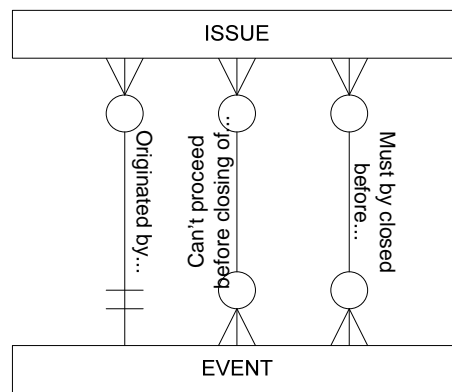 ISSUE
Originated by...
Can't proceed
before closing of...
Must by closed
before...
EVENT